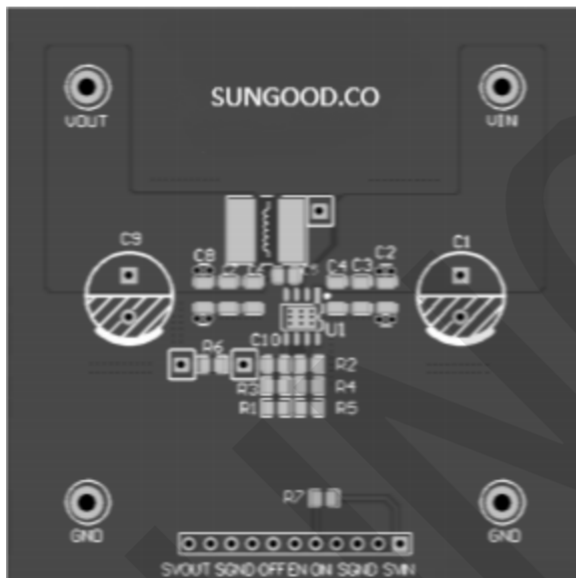 SUNGOOD.CO
VOUT VIN
C9 C8 C4 C3 C2 C1
U1
C10
R6 R2
R3 R4
R1 R5
R7
GND GND
SVOUT SGND OFF EN ON SGND SVIN